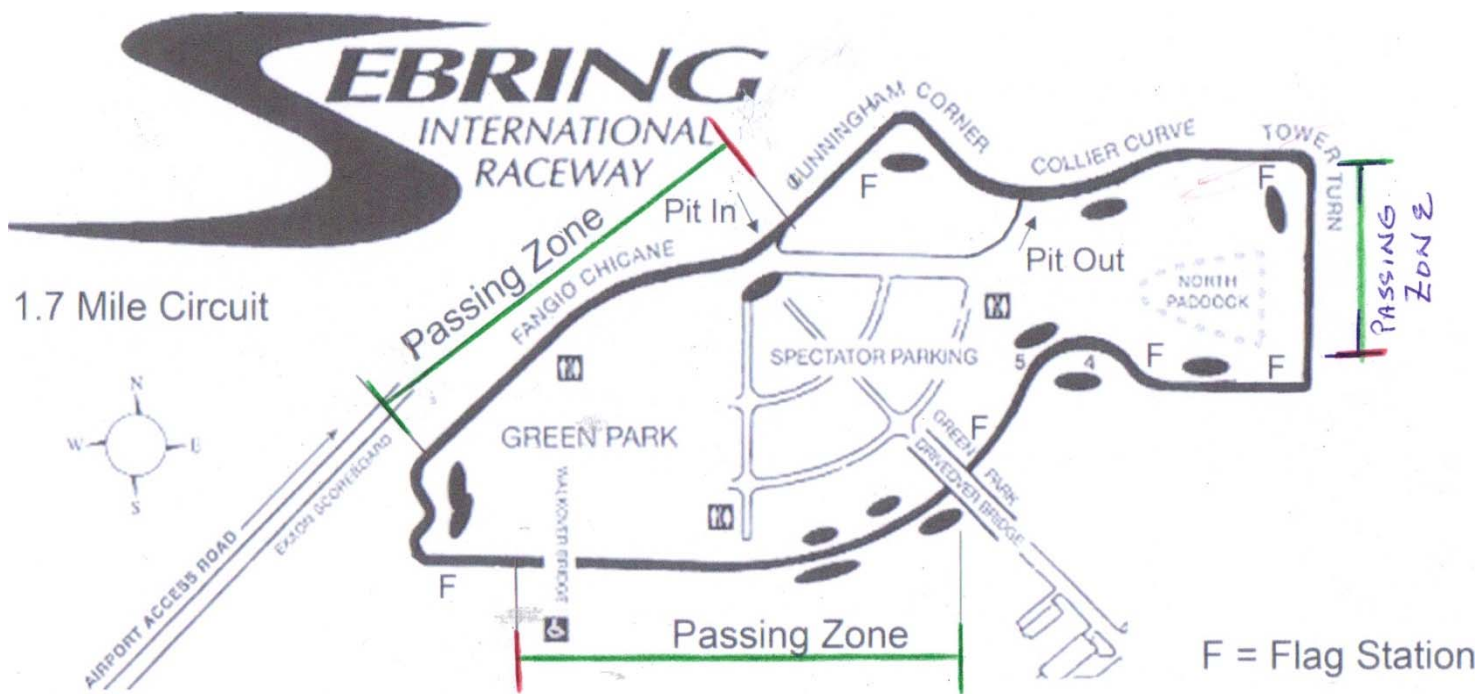 SEBRING
INTERNATIONAL
RACEWAY
CUNNINGHAM CORNER
COLLIER CURVE
TOWER TURN
F
F
Pit In
Pit Out
PASSING
ZONE
Passing Zone
FANGIO CHICANE
1.7 Mile Circuit
NORTH
PADDOCK
SPECTATOR PARKING
5
4
F
F
N
W
E
S
GREEN PARK
F
GREEN PARK
DRIVEOVER BRIDGE
WALKOVER BRIDGE
AIRPORT ACCESS ROAD
EXXON SCOREBOARD
F
Passing Zone
F = Flag Station